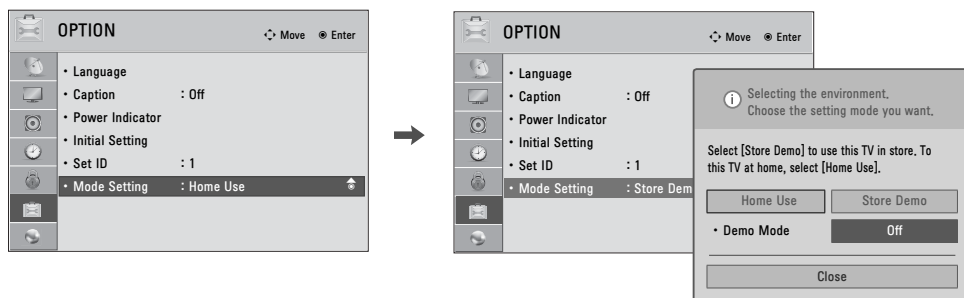 OPTION
Move Enter
• Language
• Caption : Off
• Power Indicator
• Initial Setting
• Set ID : 1
• Mode Setting : Home Use
OPTION
Move Enter
• Language
• Caption : Off
• Power Indicator
• Initial Setting
• Set ID : 1
• Mode Setting : Store Dem
i
Selecting the environment.
Choose the setting mode you want.
Select [Store Demo] to use this TV in store. To
this TV at home, select [Home Use].
Home Use Store Demo
• Demo Mode Off
Close